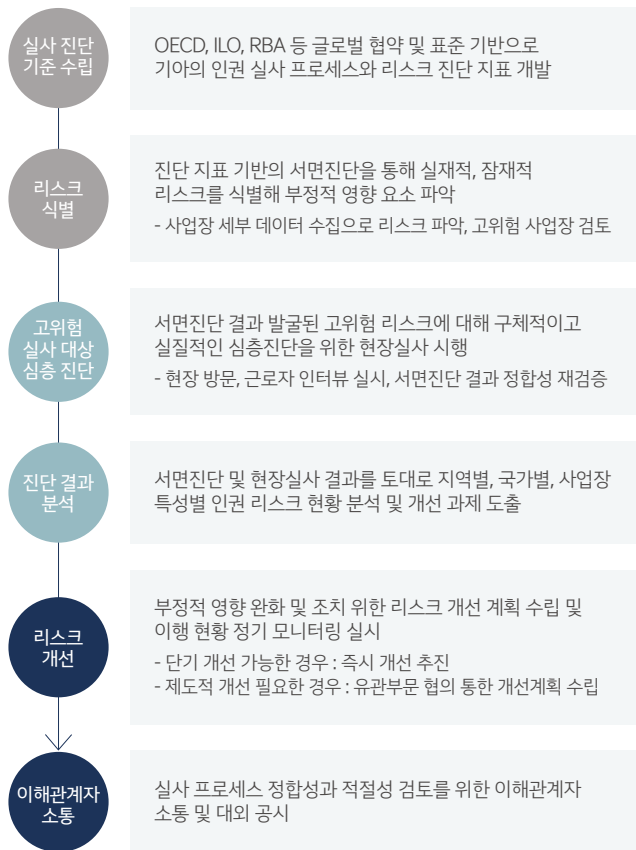 실사 진단
기준 수립
OECD, ILO, RBA 등 글로벌 협약 및 표준 기반으로
기아의 인권 실사 프로세스와 리스크 진단 지표 개발
리스크
식별
진단 지표 기반의 서면진단을 통해 실재적, 잠재적
리스크를 식별해 부정적 영향 요소 파악
- 사업장 세부 데이터 수집으로 리스크 파악, 고위험 사업장 검토
고위험
실사 대상
심층 진단
서면진단 결과 발굴된 고위험 리스크에 대해 구체적이고
실질적인 심층진단을 위한 현장실사 시행
- 현장 방문, 근로자 인터뷰 실시, 서면진단 결과 정합성 재검증
진단 결과
분석
서면진단 및 현장실사 결과를 토대로 지역별, 국가별, 사업장
특성별 인권 리스크 현황 분석 및 개선 과제 도출
리스크
개선
부정적 영향 완화 및 조치 위한 리스크 개선 계획 수립 및
이행 현황 정기 모니터링 실시
- 단기 개선 가능한 경우 : 즉시 개선 추진
- 제도적 개선 필요한 경우 : 유관부문 협의 통한 개선계획 수립
이해관계자
소통
실사 프로세스 정합성과 적절성 검토를 위한 이해관계자
소통 및 대외 공시